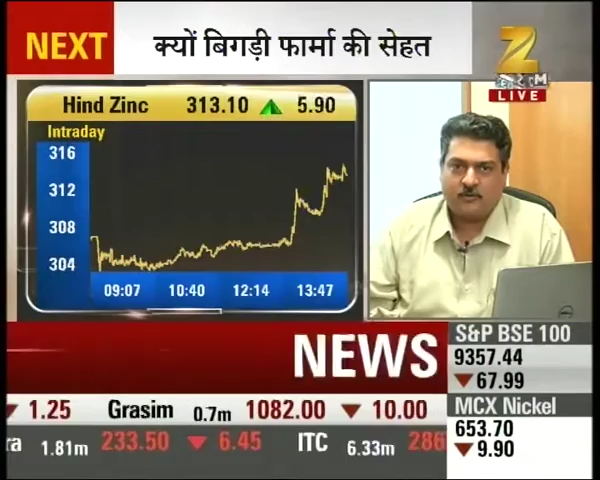 NEXT
क्यों बिगड़ी फार्मा की सेहत
LIVE
Hind Zinc 313.10 5.90
Intraday
316
312
308
304
09:07 10:40 12:14 13:47
NEWS
S&P BSE 100
9357.44
67.99
1.25 Grasim 0.7m 1082.00 10.00
MCX Nickel
653.70
9.90
ra 1.81m 233.50 6.45 ITC 6.33m 286